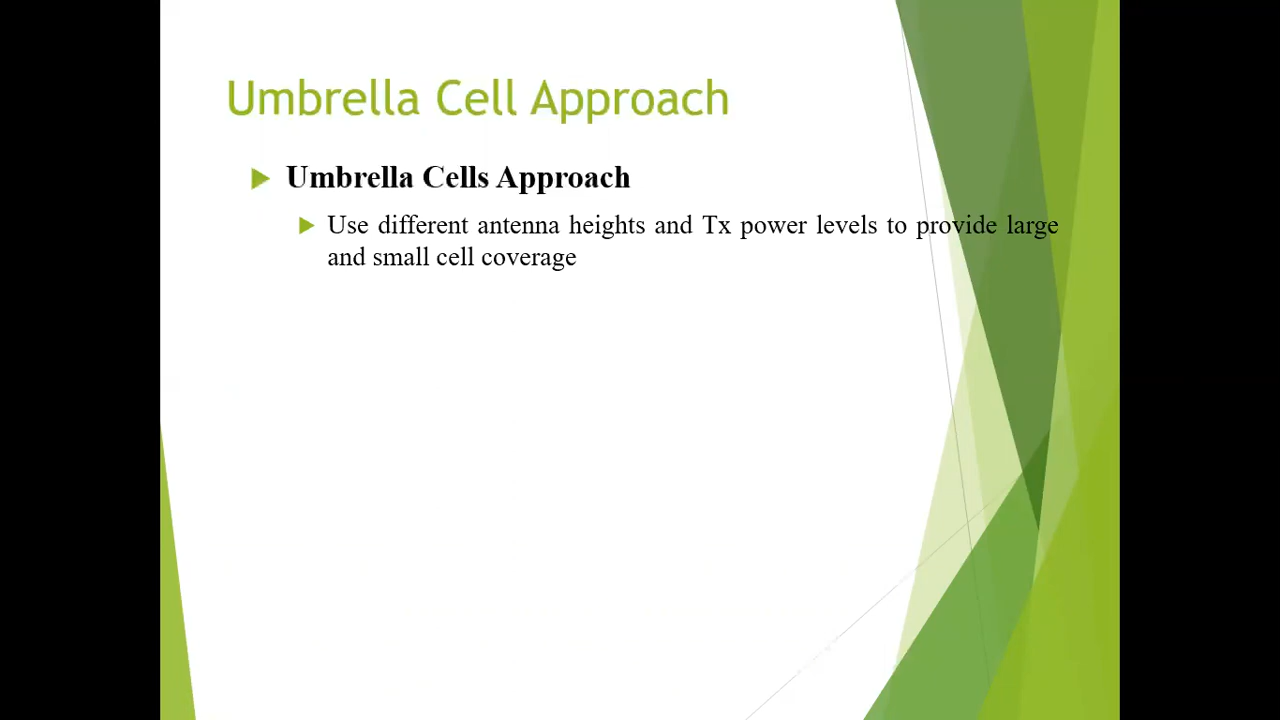 Umbrella Cell Approach
Umbrella Cells Approach
Use different antenna heights and Tx power levels to provide large
and small cell coverage